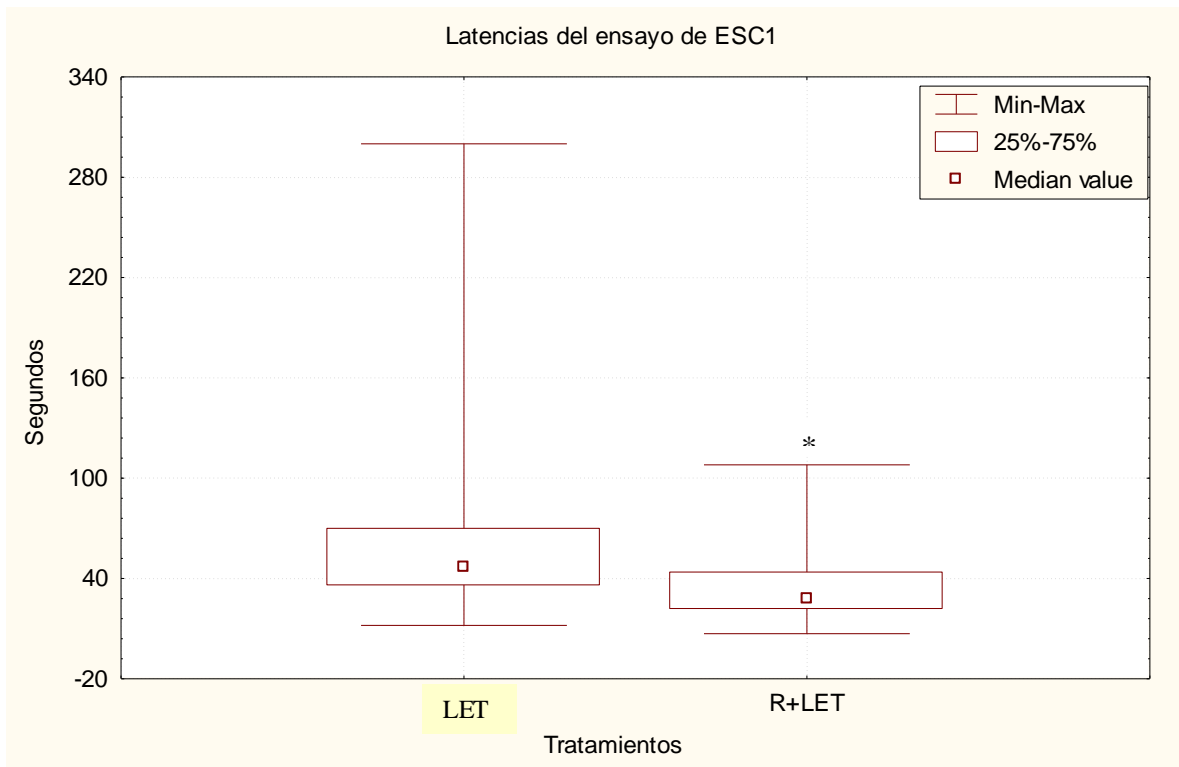 Latencias del ensayo de ESC1
340
280
220
160
100
40
-20
Segundos
Min-Max
25%-75%
Median value
*
LET
R+LET
Tratamientos